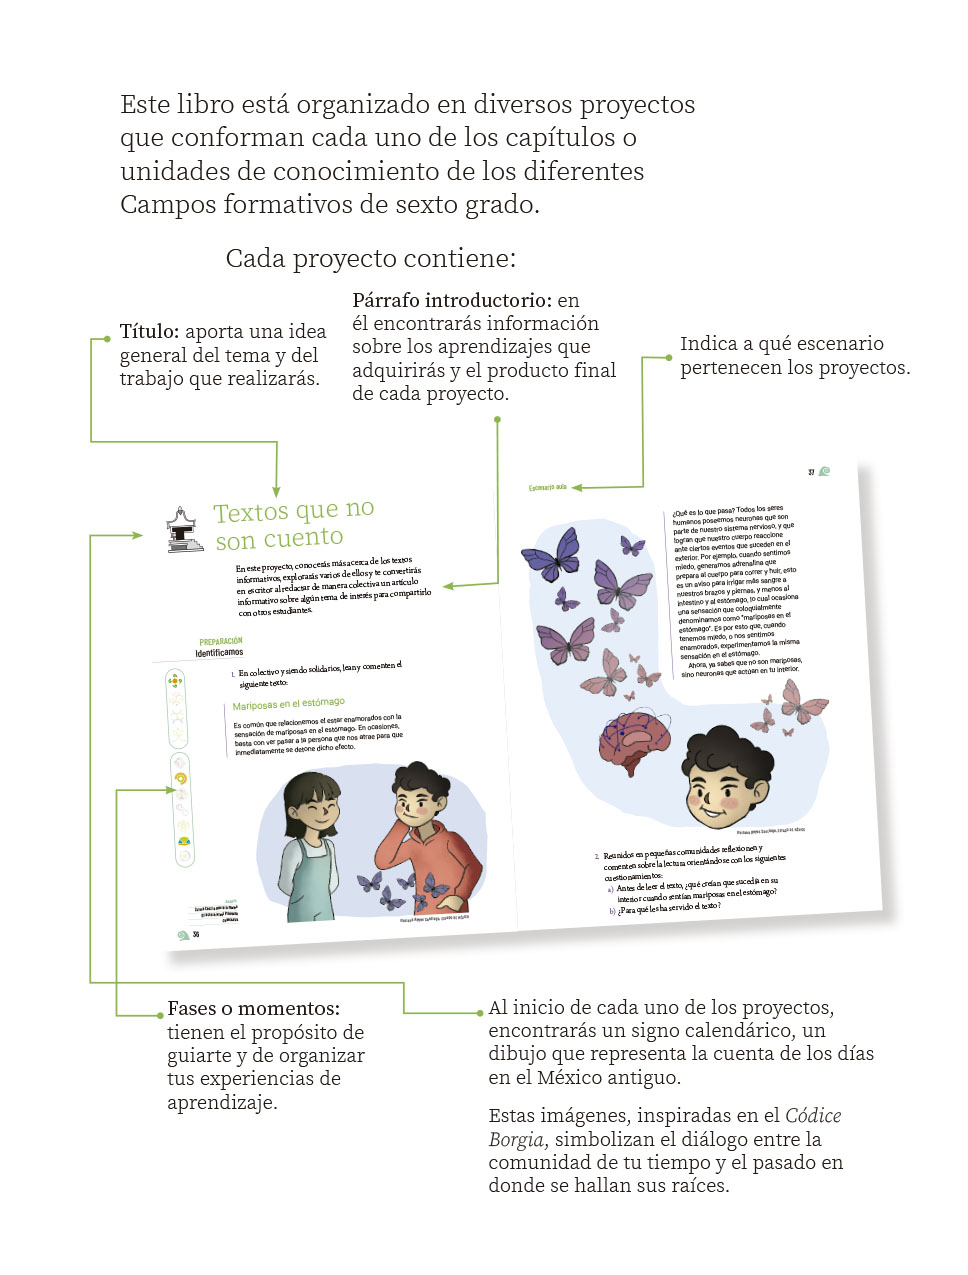 Este libro está organizado en diversos proyectos
que conforman cada uno de los capítulos o
unidades de conocimiento de los diferentes
Campos formativos de sexto grado.
Cada proyecto contiene:
Título: aporta una idea
general del tema y del
trabajo que realizarás.
Párrafo introductorio: en
él encontrarás información
sobre los aprendizajes que
adquirirás y el producto final
de cada proyecto.
Indica a qué escenario
pertenecen los proyectos.
Textos que no
son cuento
En este proyecto, conocerás más acerca de los textos
informativos, explorarás varios de ellos y te convertirás
en escritor al redactar de manera colectiva un artículo
informativo sobre algún tema de interés para compartirlo
con otros estudiantes.
PREPARACIÓN
Identificamos
1. En colectivo y siendo solidarios, lean y comenten el
siguiente texto:
Mariposas en el estómago
Es común que relacionemos el estar enamorados con la
sensación de mariposas en el estómago. En ocasiones,
basta con ver pasar a la persona que nos atrae para que
inmediatamente se detone dicho efecto.
36
Escenario aula
37
¿Qué es lo que pasa? Todos los seres
humanos poseemos neuronas que son
parte de nuestro sistema nervioso, y que
logran que nuestro cuerpo reaccione
ante ciertos eventos que suceden en el
exterior. Por ejemplo, cuando sentimos
miedo, generamos adrenalina que
prepara al cuerpo para correr y huir, esto
es un aviso para irrigar más sangre a
nuestros brazos y piernas, y menos al
intestino y al estómago, lo cual ocasiona
una sensación que coloquialmente
denominamos como "mariposas en el
estómago". Es por esto que, cuando
tenemos miedo, o nos sentimos
enamorados, experimentamos la misma
sensación en el estómago.
Ahora, ya sabes que no son mariposas,
sino neuronas que actúan en tu interior.
2. Reunidos en pequeñas comunidades reflexionen y
comenten sobre la lectura orientándose con los siguientes
cuestionamientos:
a) Antes de leer el texto, ¿qué creían que sucedía en su
interior cuando sentían mariposas en el estómago?
b) ¿Para qué les ha servido el texto?
Fases o momentos:
tienen el propósito de
guiarte y de organizar
tus experiencias de
aprendizaje.
Al inicio de cada uno de los proyectos,
encontrarás un signo calendárico, un
dibujo que representa la cuenta de los días
en el México antiguo.
Estas imágenes, inspiradas en el Códice
Borgia, simbolizan el diálogo entre la
comunidad de tu tiempo y el pasado en
donde se hallan sus raíces.